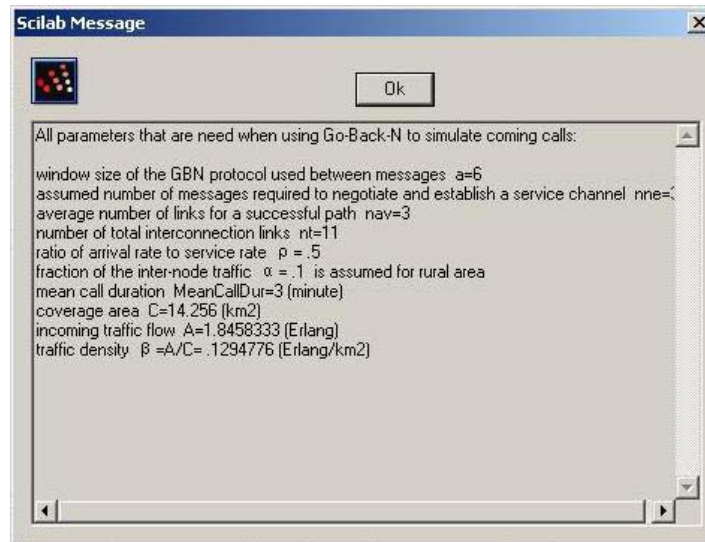 Scilab Message
Ok
All parameters that are need when using Go-Back-N to simulate coming calls:
window size of the GBN protocol used between messages a=6
assumed number of messages required to negotiate and establish a service channel nne=
average number of links for a successful path nav=3
number of total interconnection links nt=11
ratio of arrival rate to service rate ρ = .5
fraction of the inter-node traffic α = .1 is assumed for rural area
mean call duration MeanCallDur=3 (minute)
coverage area C=14.256 (km2)
incoming traffic flow A=1.8458333 (Erlang)
traffic density β =A/C= .1294776 (Erlang/km2)